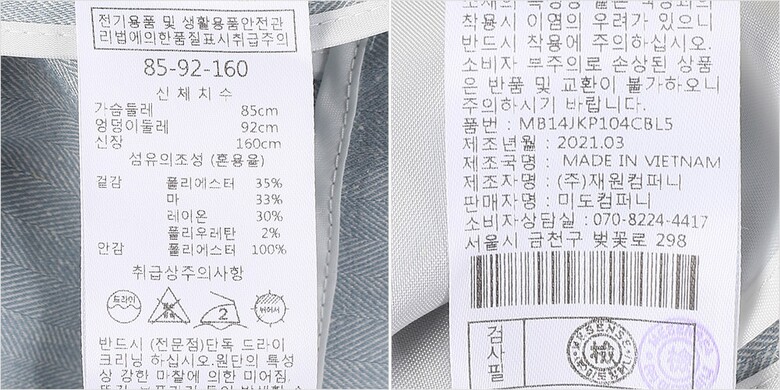 전기용품 및 생활용품안전관
리법에의한품질표시취급주의
85-92-160
신체치수
가슴둘레 85cm
엉덩이둘레 92cm
신장 160cm
섬유의조성 (혼용율)
겉감 폴리에스터 35%
마 33%
레이온 30%
폴리우레탄 2%
안감 폴리에스터 100%
취급상주의사항
드라이
2
뉘어서
반드시 (전문점)단독 드라이
크리닝 하십시오.원단의 특성
상 강한 마찰에 의한 미어짐,
착용시 이염의 우려가 있으니
반드시 착용에 주의하십시오.
소비자 부주의로 손상된 상품
은 반품 및 교환이 불가하오니
주의하시기 바랍니다.
품번 : MB14JKP104CBL5
제조년월 : 2021.03
제조국명 : MADE IN VIETNAM
제조자명 : (주)재원컴퍼니
판매자명 : 미도컴퍼니
소비자상담실 : 070-8224-4417
서울시 금천구 벚꽃로 298
검사필